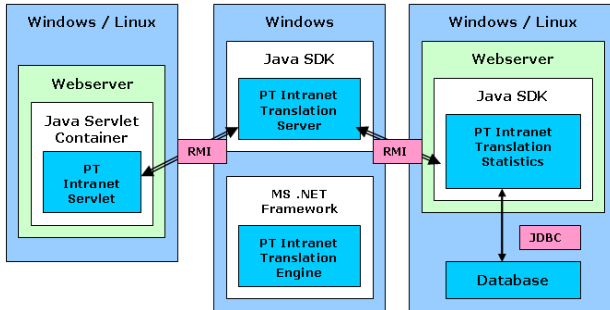 Windows / Linux
Webserver
Java Servlet
Container
PT
Intranet
Servlet
RMI
Windows
Java SDK
PT Intranet
Translation
Server
MS .NET
Framework
PT Intranet
Translation
Engine
RMI
Windows / Linux
Webserver
Java SDK
PT Intranet
Translation
Statistics
JDBC
Database